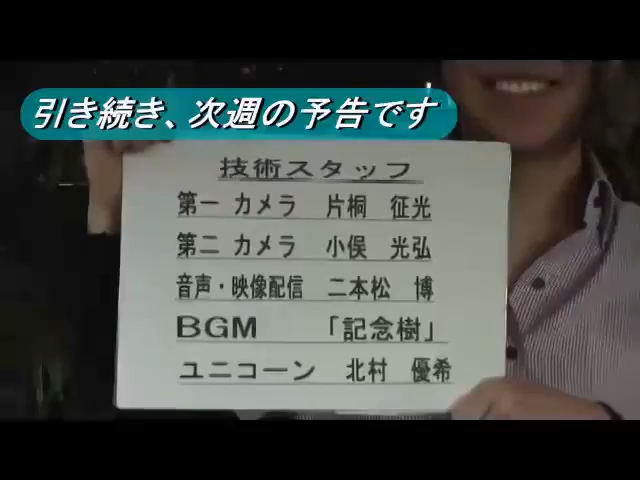 引き続き、次週の予告です
技術スタッフ
第一 カメラ 片桐 征光
第二 カメラ 小俣 光弘
音声・映像配信 二本松 博
BGM 「記念樹」
ユニコーン 北村 優希